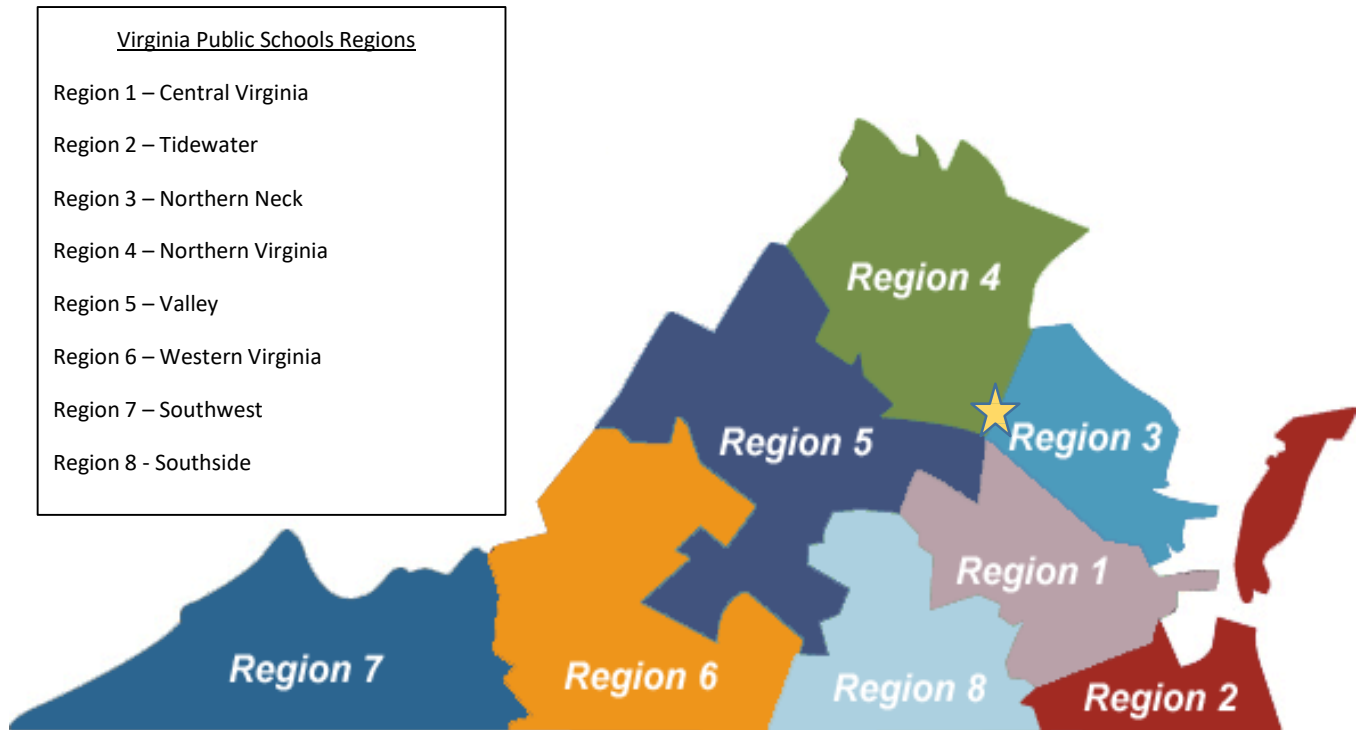 Virginia Public Schools Regions
Region 1 – Central Virginia
Region 2 – Tidewater
Region 3 – Northern Neck
Region 4 – Northern Virginia
Region 5 – Valley
Region 6 – Western Virginia
Region 7 – Southwest
Region 8 - Southside
Region 4
Region 5
Region 3
Region 1
Region 7
Region 6
Region 8
Region 2